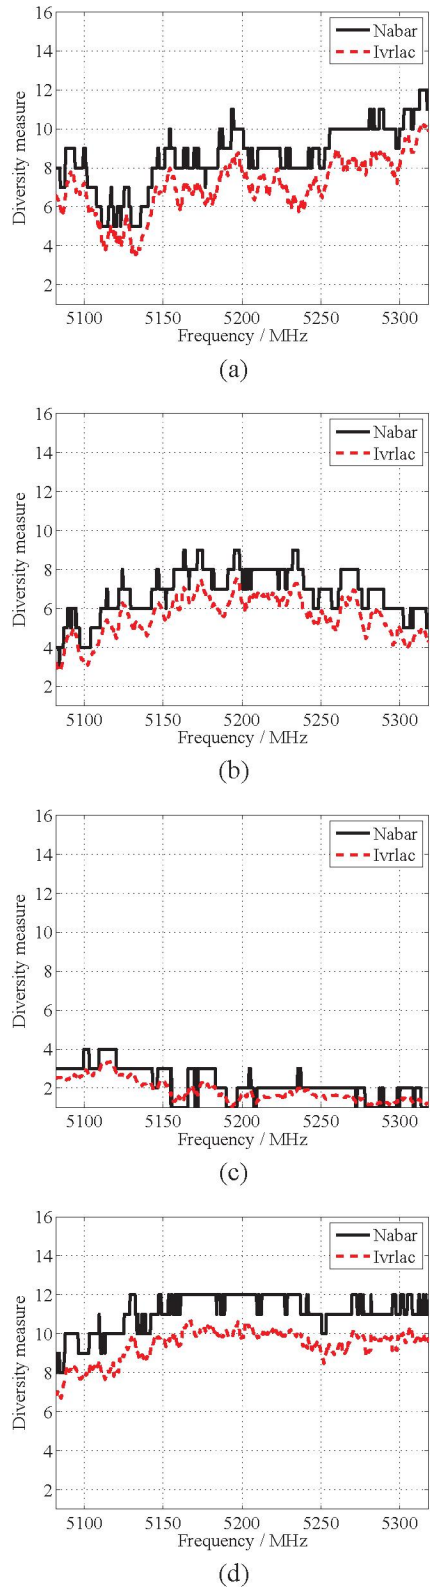 16
Nabar
Ivrlac
14
12
10
8
6
4
2
Diversity measure
5100 5150 5200 5250 5300
Frequency / MHz
(a)
16
Nabar
Ivrlac
14
12
10
8
6
4
2
Diversity measure
5100 5150 5200 5250 5300
Frequency / MHz
(b)
16
Nabar
Ivrlac
14
12
10
8
6
4
2
Diversity measure
5100 5150 5200 5250 5300
Frequency / MHz
(c)
16
Nabar
Ivrlac
14
12
10
8
6
4
2
Diversity measure
5100 5150 5200 5250 5300
Frequency / MHz
(d)